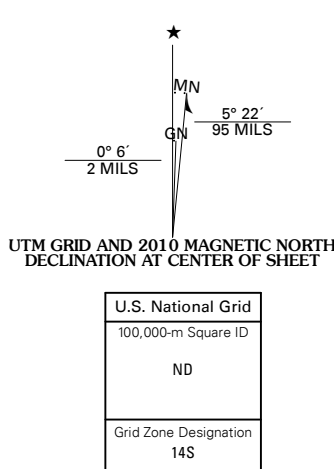 ★
MN
5° 22´
95 MILS
GN
0° 6´
2 MILS
UTM GRID AND 2010 MAGNETIC NORTH
DECLINATION AT CENTER OF SHEET
U.S. National Grid
100,000-m Square ID
ND
Grid Zone Designation
14S